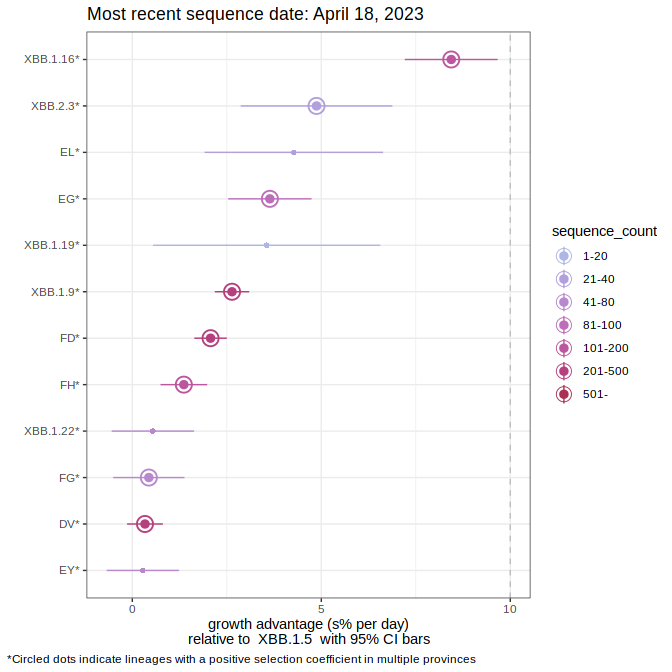 Most recent sequence date: April 18, 2023
XBB.1.16*
XBB.2.3*
EL*
EG*
XBB.1.19*
XBB.1.9*
FD*
FH*
XBB.1.22*
FG*
DV*
EY*
0 5 10
growth advantage (s% per day)
relative to  XBB.1.5  with 95% CI bars
sequence_count
1-20
21-40
41-80
81-100
101-200
201-500
501-
*Circled dots indicate lineages with a positive selection coefficient in multiple provinces